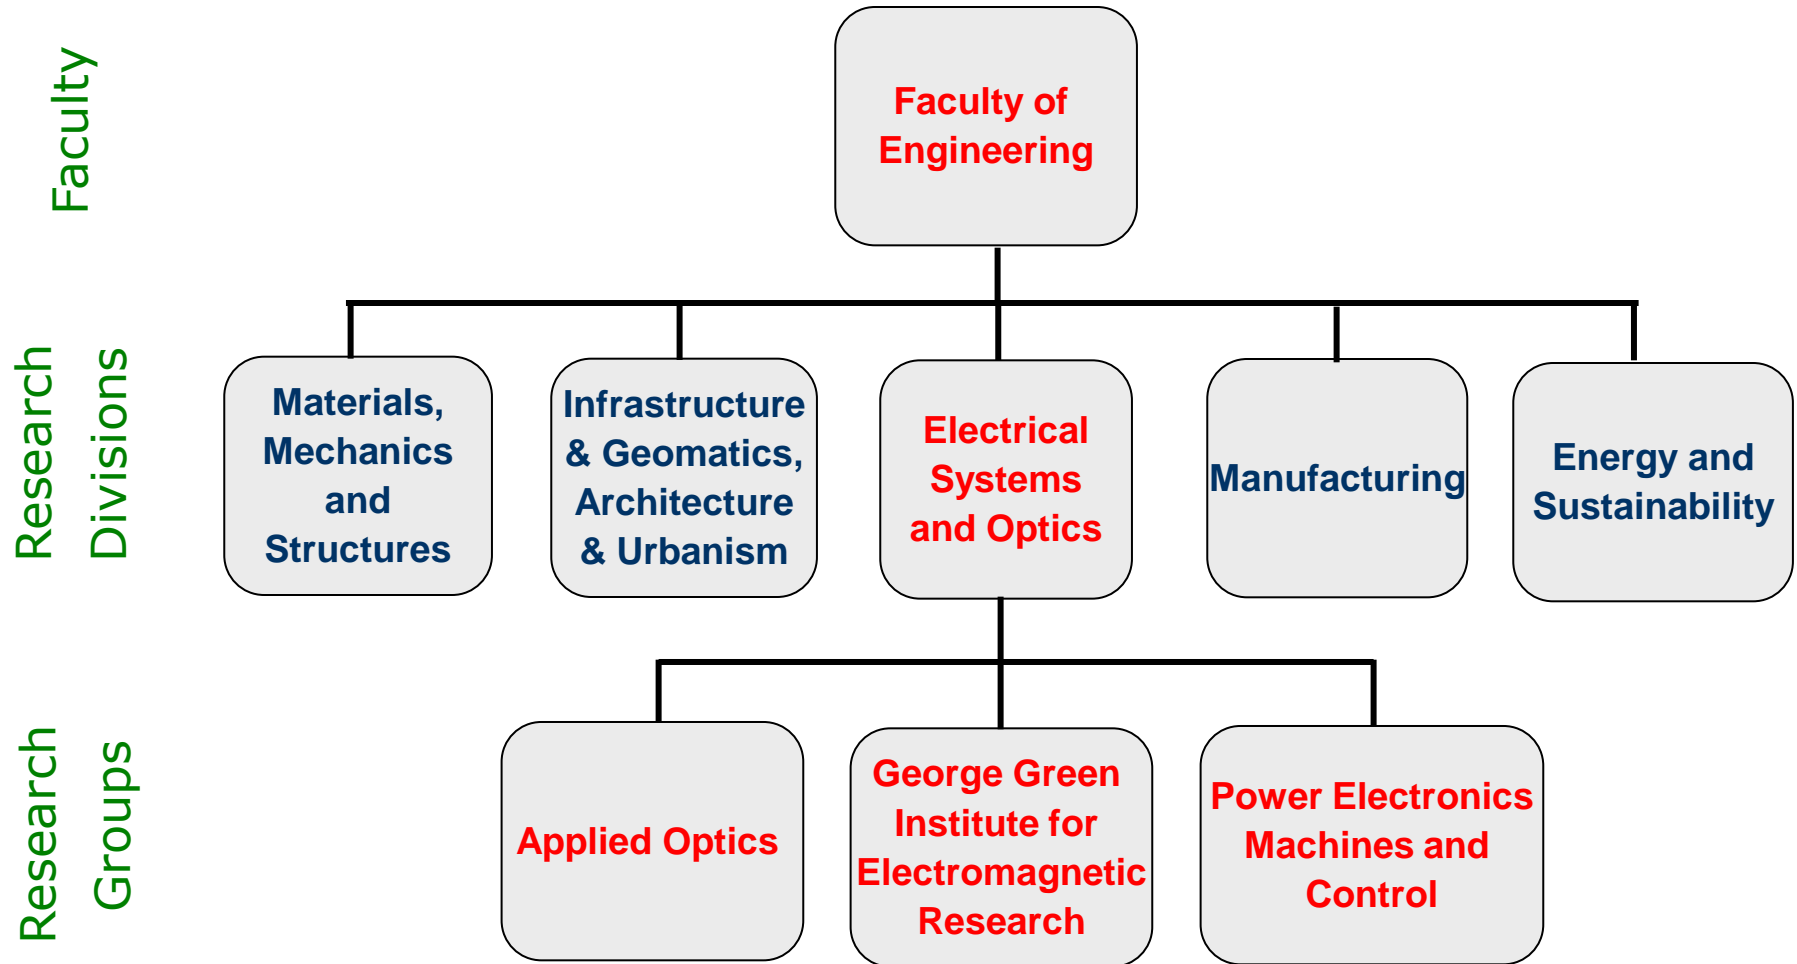 Faculty
Faculty of
Engineering
Research
Divisions
Materials,
Mechanics
and
Structures
Infrastructure
& Geomatics,
Architecture
& Urbanism
Electrical
Systems
and Optics
Manufacturing
Energy and
Sustainability
Research
Groups
Applied Optics
George Green
Institute for
Electromagnetic
Research
Power Electronics
Machines and
Control